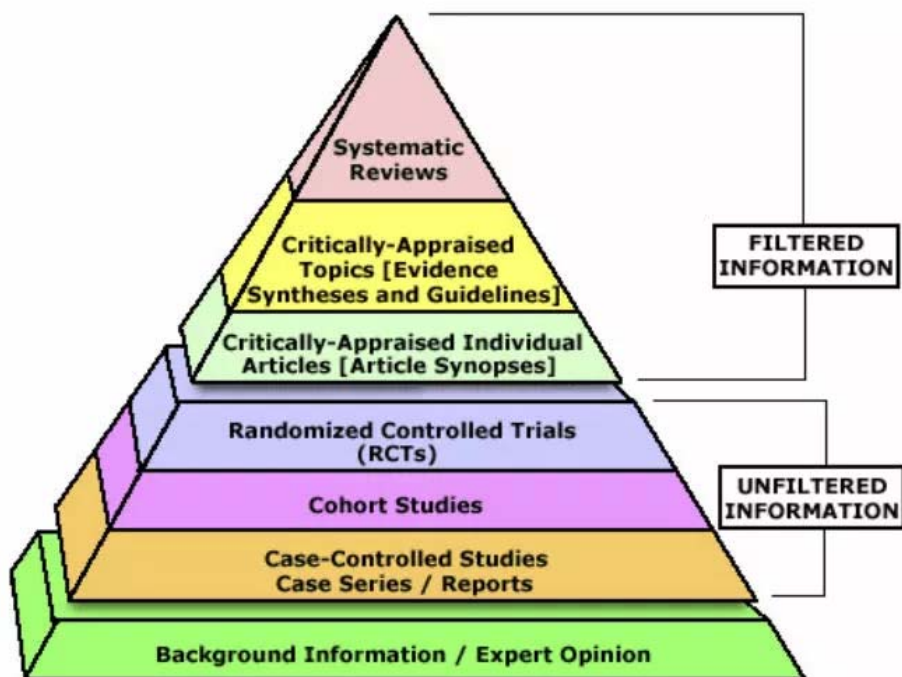 Systematic
Reviews
Critically-Appraised
Topics [Evidence
Syntheses and Guidelines]
FILTERED
INFORMATION
Critically-Appraised Individual
Articles [Article Synopses]
Randomized Controlled Trials
(RCTs)
UNFILTERED
INFORMATION
Cohort Studies
Case-Controlled Studies
Case Series / Reports
Background Information / Expert Opinion